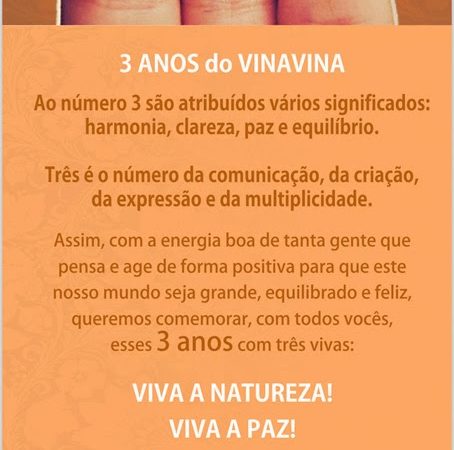 3 ANOS do VINAVINA
Ao número 3 são atribuídos vários significados:
harmonia, clareza, paz e equilíbrio.
Três é o número da comunicação, da criação,
da expressão e da multiplicidade.
Assim, com a energia boa de tanta gente que
pensa e age de forma positiva para que este
nosso mundo seja grande, equilibrado e feliz,
queremos comemorar, com todos vocês,
esses 3 anos com três vivas:
VIVA A NATUREZA!
VIVA A PAZ!